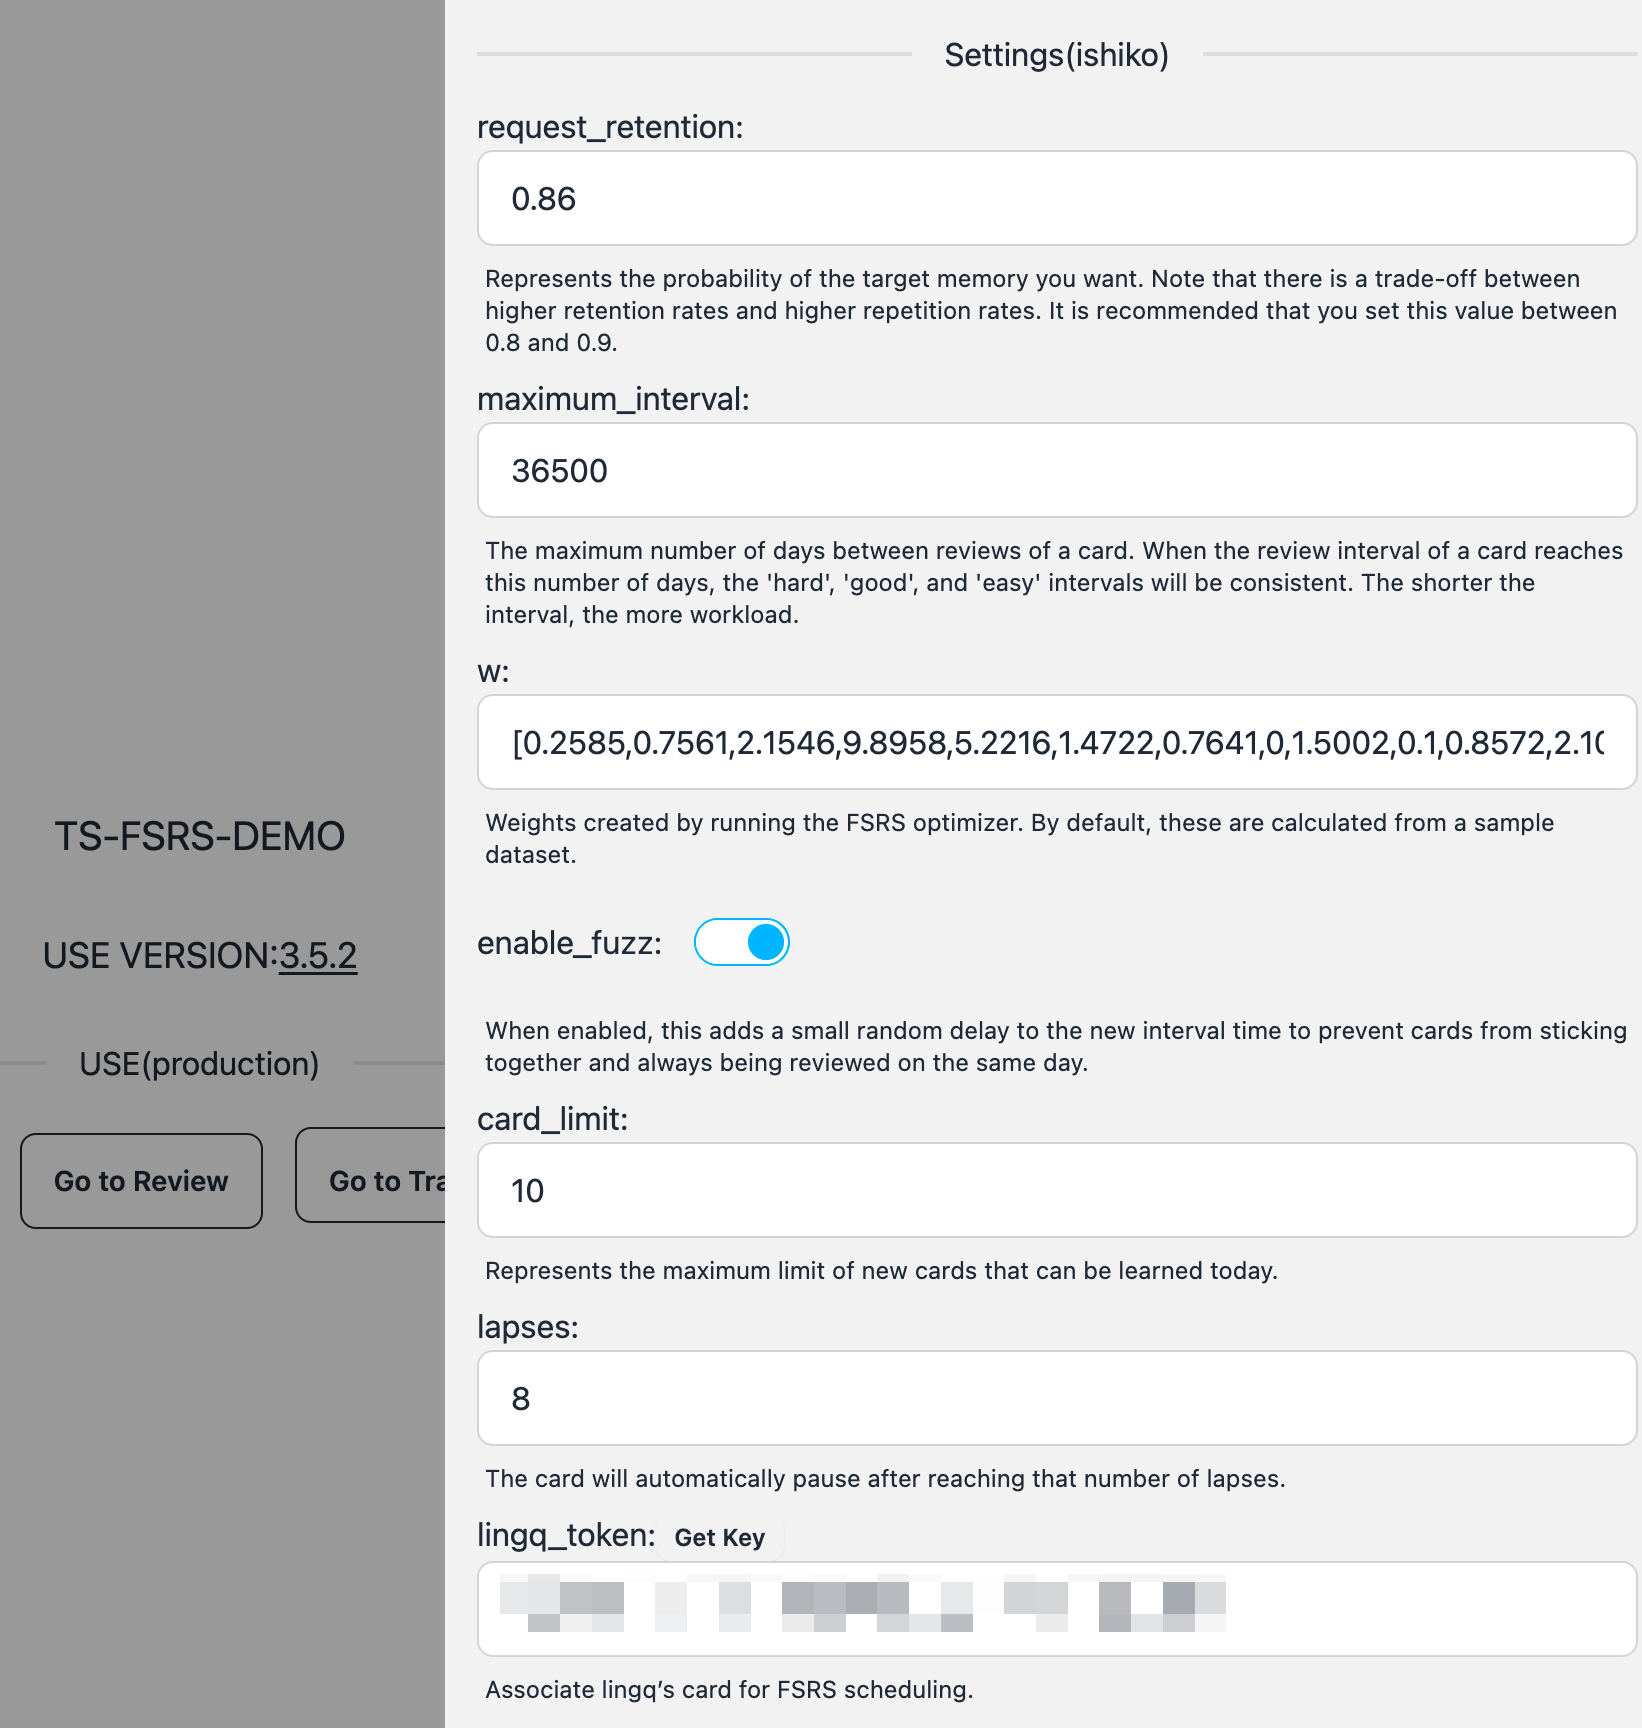 Settings(ishiko)
request_retention:
0.86
Represents the probability of the target memory you want. Note that there is a trade-off between
higher retention rates and higher repetition rates. It is recommended that you set this value between
0.8 and 0.9.
maximum_interval:
36500
The maximum number of days between reviews of a card. When the review interval of a card reaches
this number of days, the 'hard', 'good', and 'easy' intervals will be consistent. The shorter the
interval, the more workload.
w:
[0.2585,0.7561,2.1546,9.8958,5.2216,1.4722,0.7641,0,1.5002,0.1,0.8572,2.10
Weights created by running the FSRS optimizer. By default, these are calculated from a sample
dataset.
enable_fuzz:
When enabled, this adds a small random delay to the new interval time to prevent cards from sticking
together and always being reviewed on the same day.
card_limit:
10
Represents the maximum limit of new cards that can be learned today.
lapses:
8
The card will automatically pause after reaching that number of lapses.
lingq_token: Get Key
Associate lingq’s card for FSRS scheduling.
TS-FSRS-DEMO
USE VERSION:3.5.2
USE(production)
Go to Review
Go to Tra